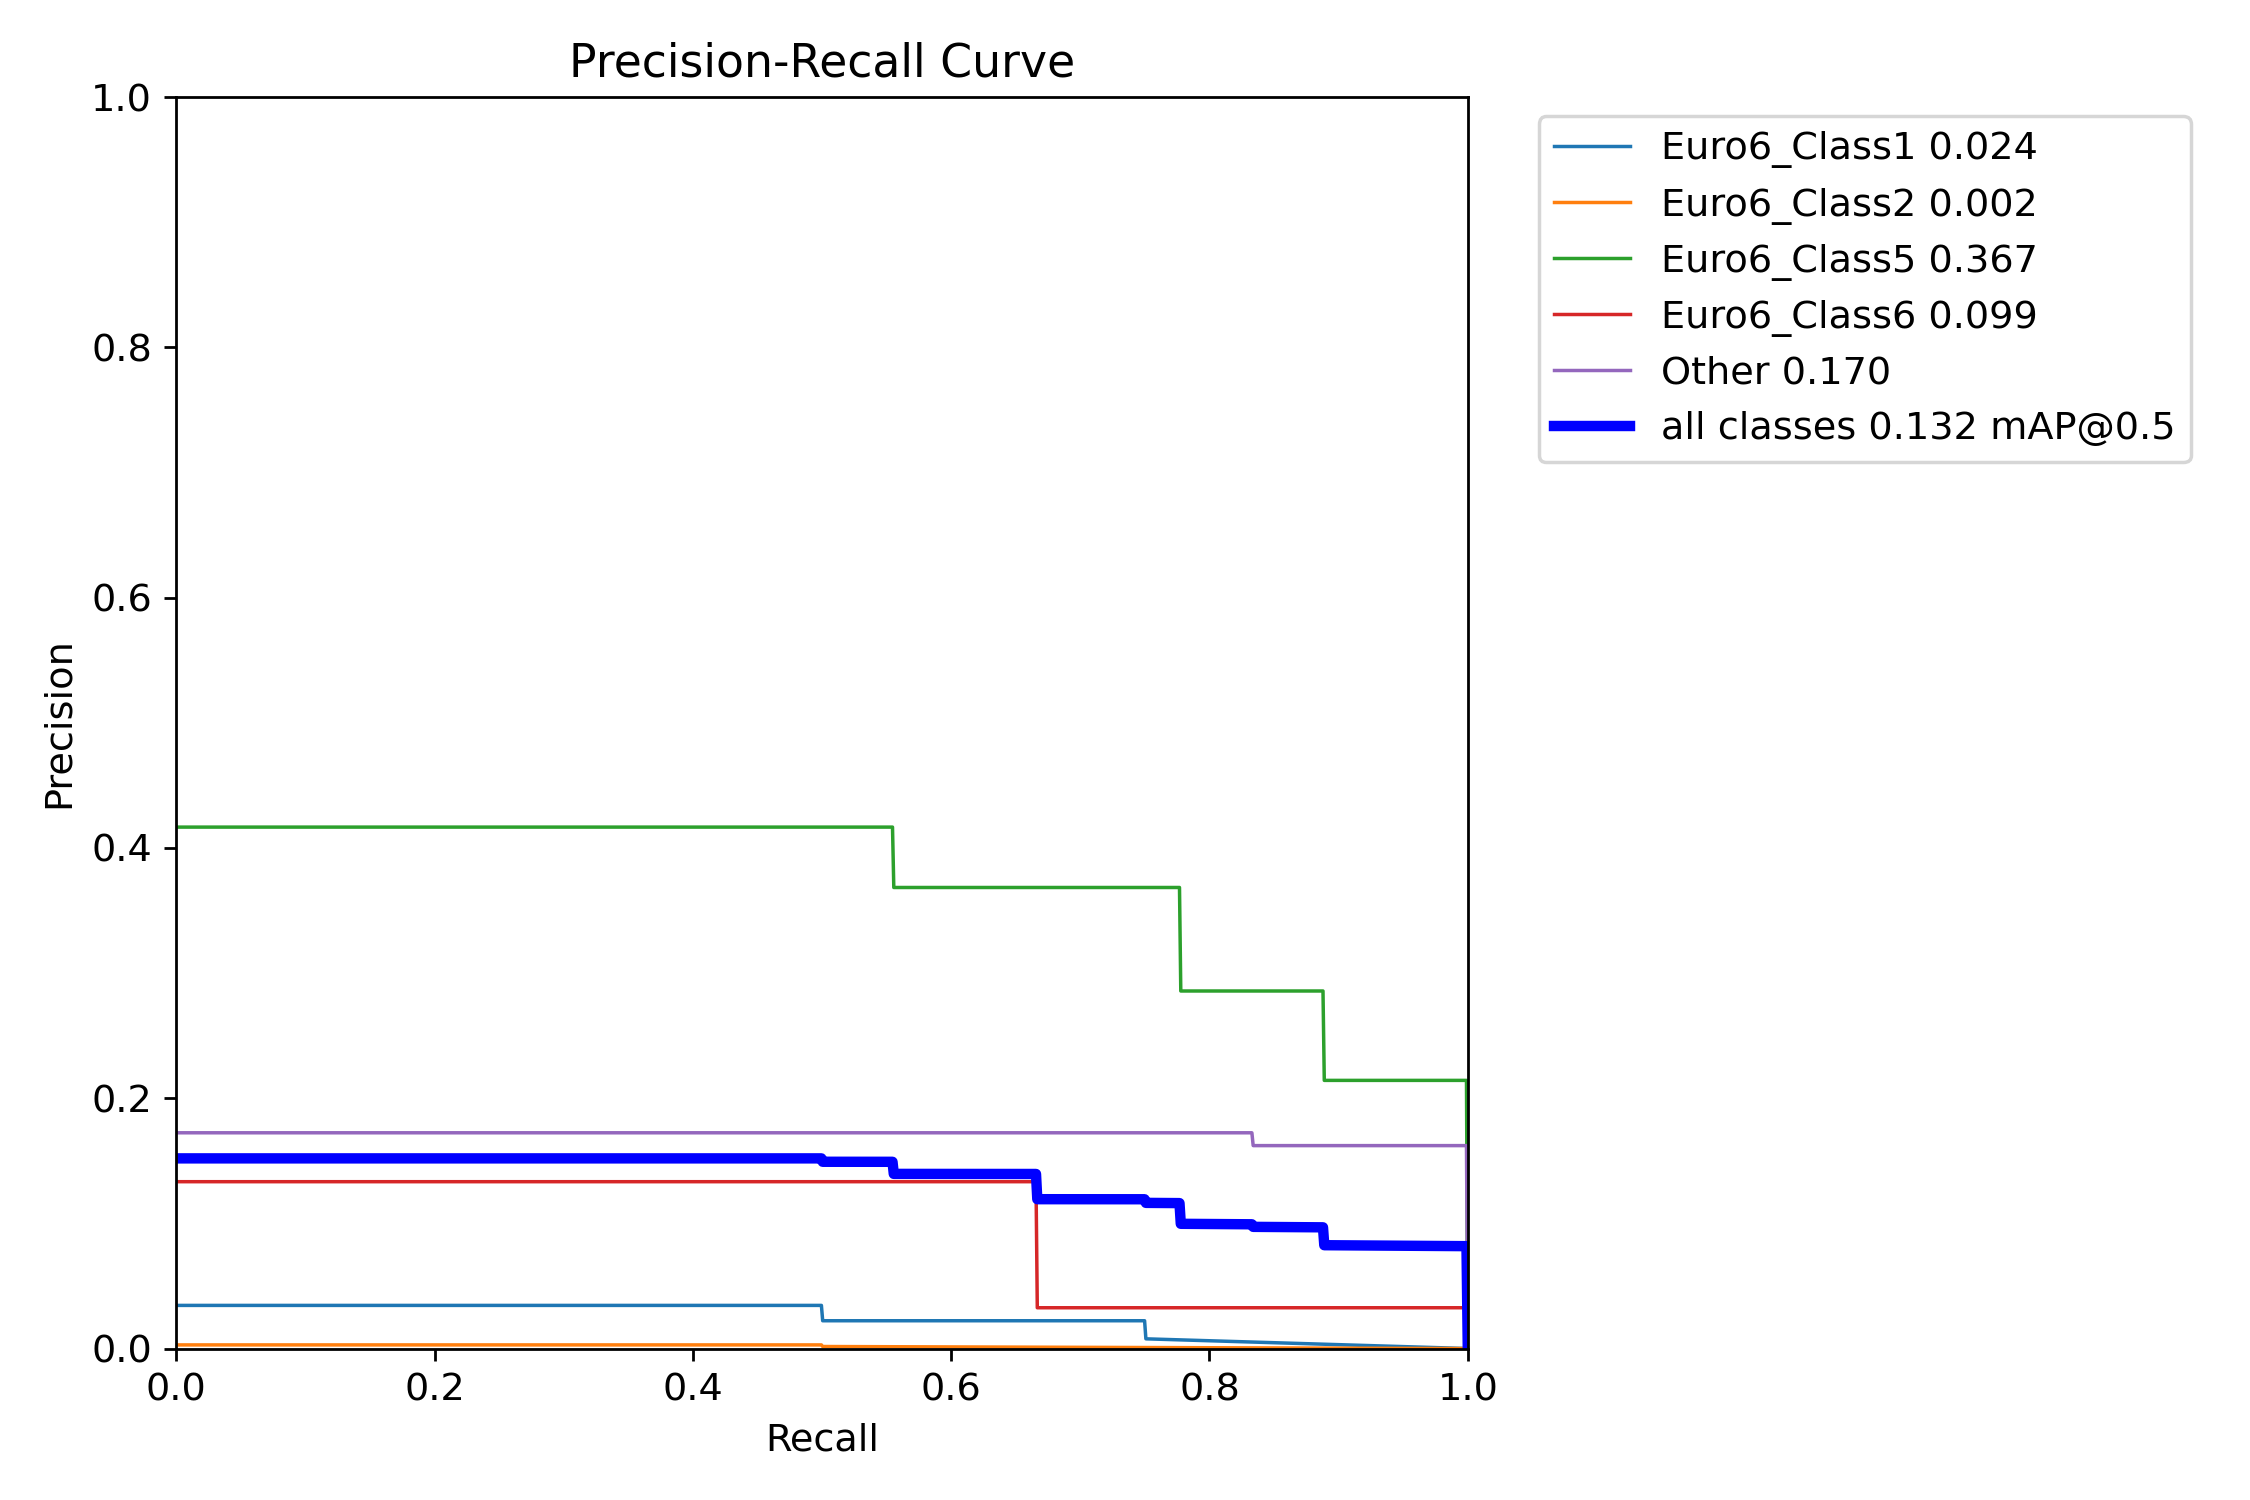 Precision-Recall Curve
1.0
0.8
0.6
0.4
0.2
0.0
Precision
0.0 0.2 0.4 0.6 0.8 1.0
Recall
Euro6_Class1 0.024
Euro6_Class2 0.002
Euro6_Class5 0.367
Euro6_Class6 0.099
Other 0.170
all classes 0.132 mAP@0.5